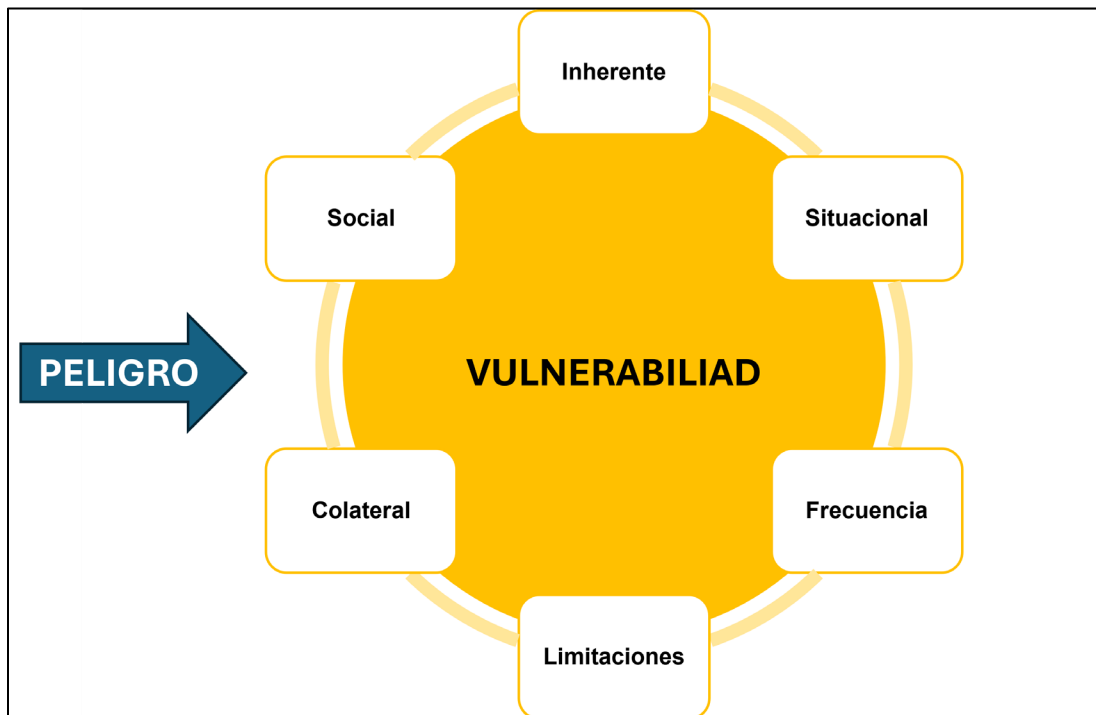 Inherente
Social
Situacional
PELIGRO
VULNERABILIAD
Colateral
Frecuencia
Limitaciones